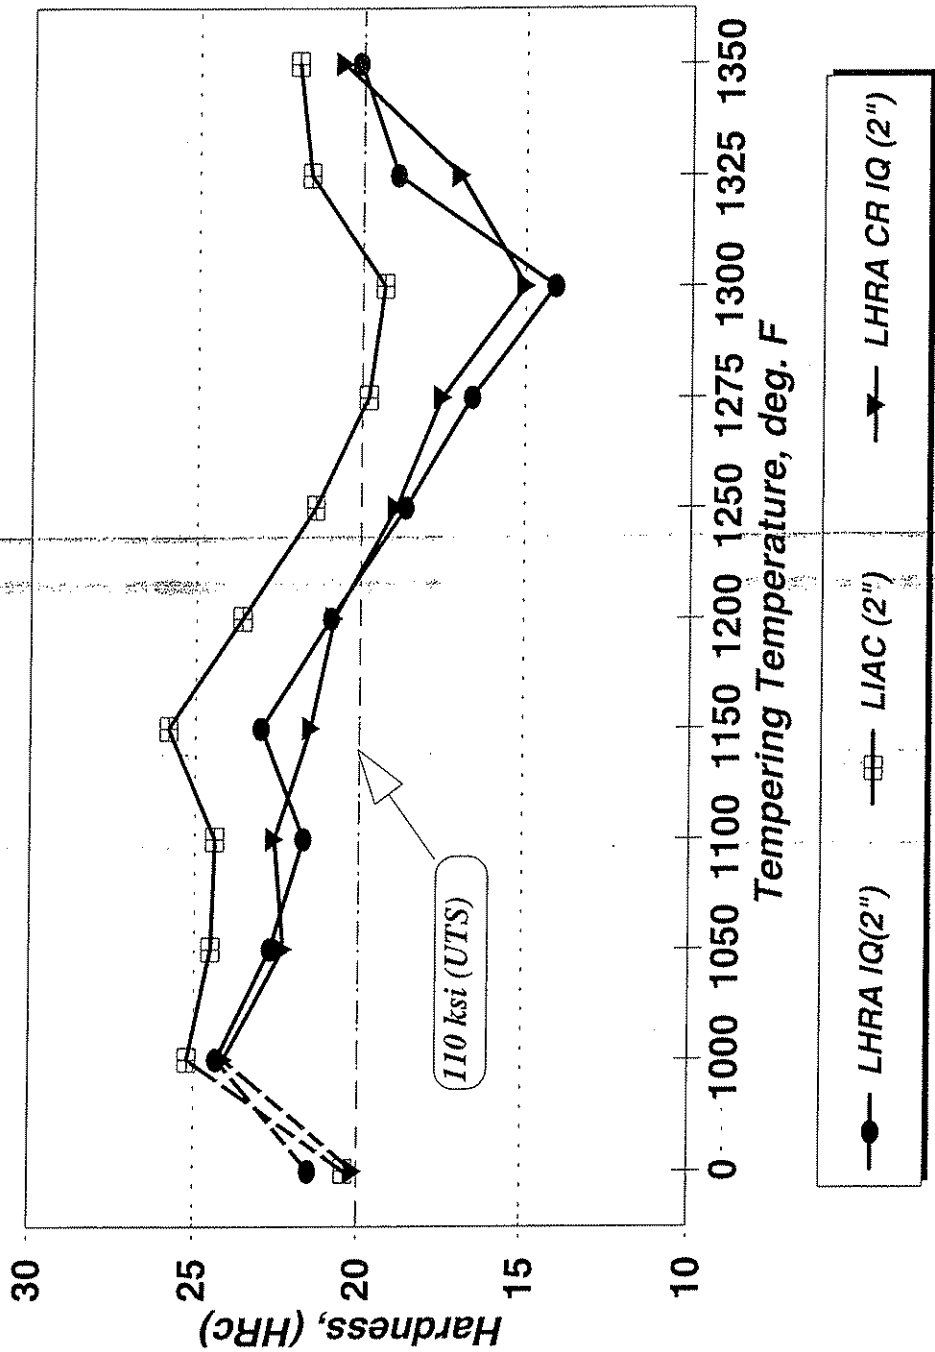 Hardness, (HRc)
30
25
20
15
10
110 ksi (UTS)
0 1000 1050 1100 1150 1200 1250 1275 1300 1325 1350
Tempering Temperature, deg. F
LHRA IQ(2") LIAC (2") LHRA CR IQ (2")